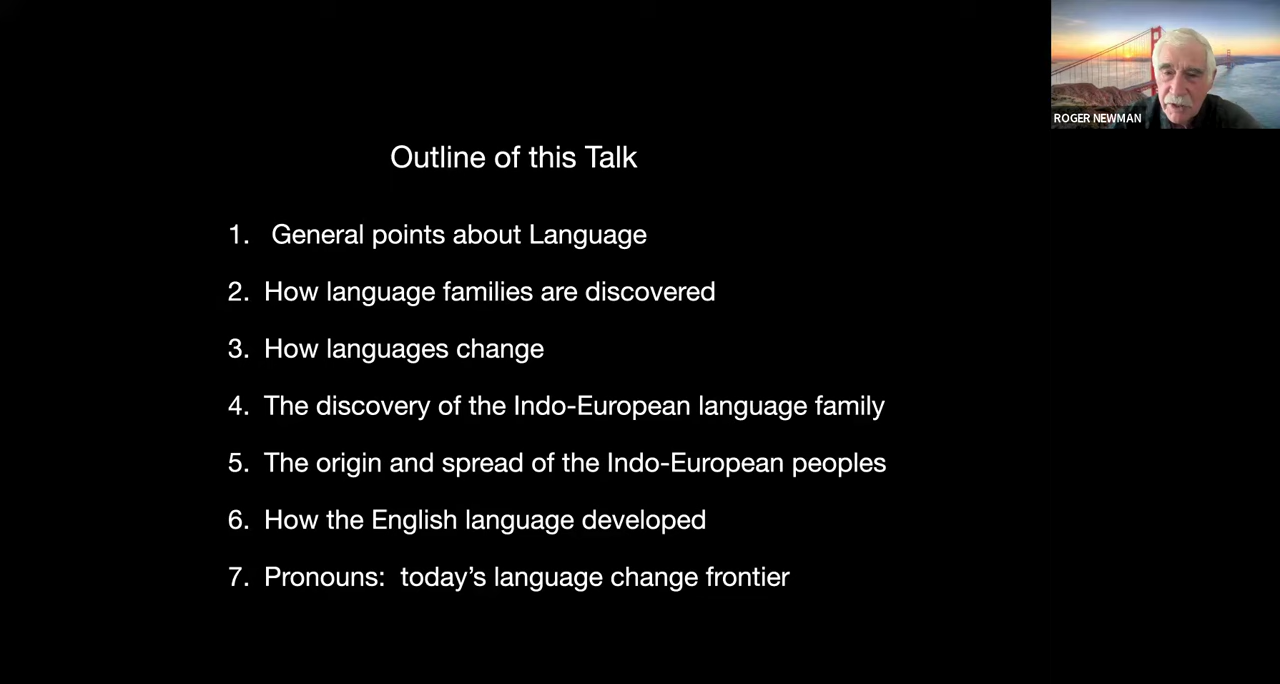 ROGER NEWMAN
Outline of this Talk
1. General points about Language
2. How language families are discovered
3. How languages change
4. The discovery of the Indo-European language family
5. The origin and spread of the Indo-European peoples
6. How the English language developed
7. Pronouns: today’s language change frontier